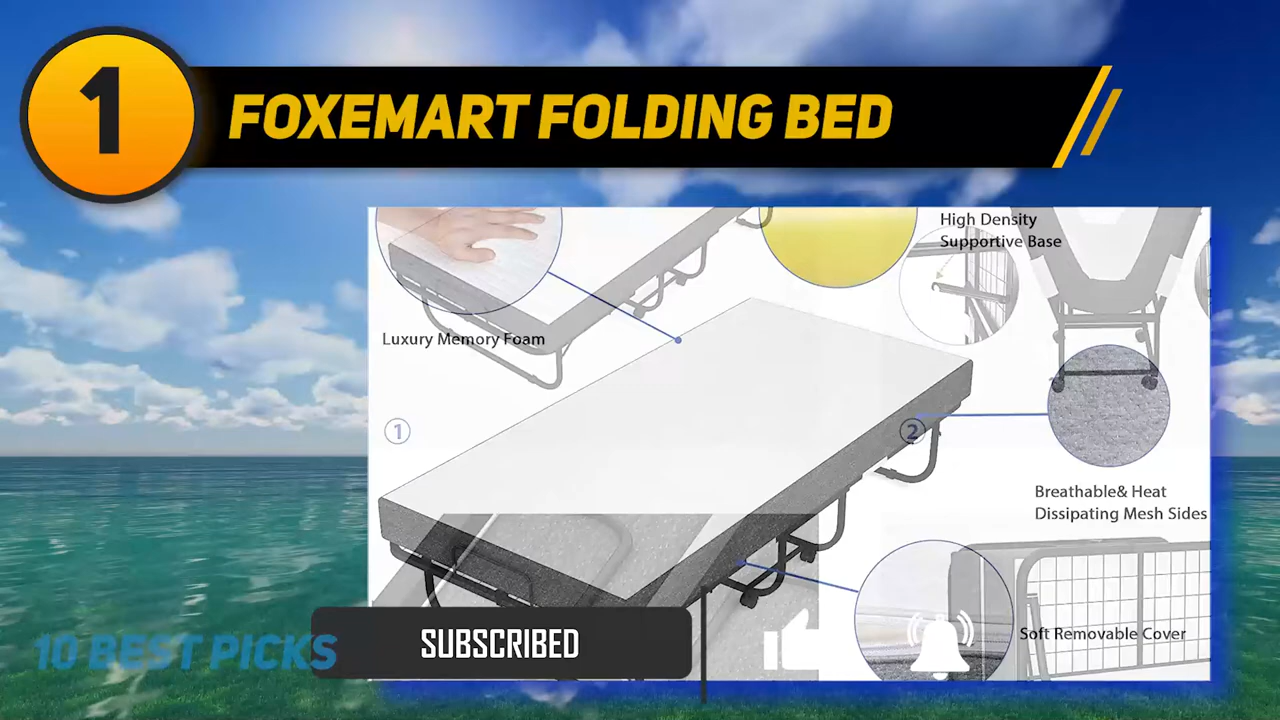 1
FOXEMART FOLDING BED
High Density
Supportive Base
Luxury Memory Foam
1
2
Breathable& Heat
Dissipating Mesh Sides
Soft Removable Cover
SUBSCRIBED
10 BEST PICKS